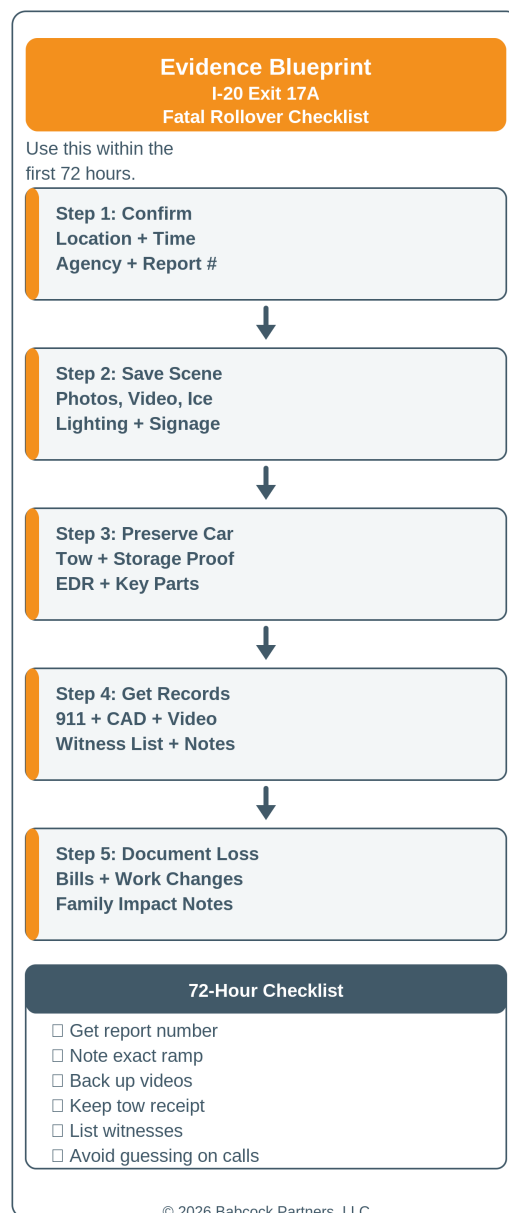 Evidence Blueprint
I-20 Exit 17A
Fatal Rollover Checklist
Use this within the
first 72 hours.
Step 1: Confirm
Location + Time
Agency + Report #
Step 2: Save Scene
Photos, Video, Ice
Lighting + Signage
Step 3: Preserve Car
Tow + Storage Proof
EDR + Key Parts
Step 4: Get Records
911 + CAD + Video
Witness List + Notes
Step 5: Document Loss
Bills + Work Changes
Family Impact Notes
72-Hour Checklist
Get report number
Note exact ramp
Back up videos
Keep tow receipt
List witnesses
Avoid guessing on calls
© 2026 Babcock Partners, LLC